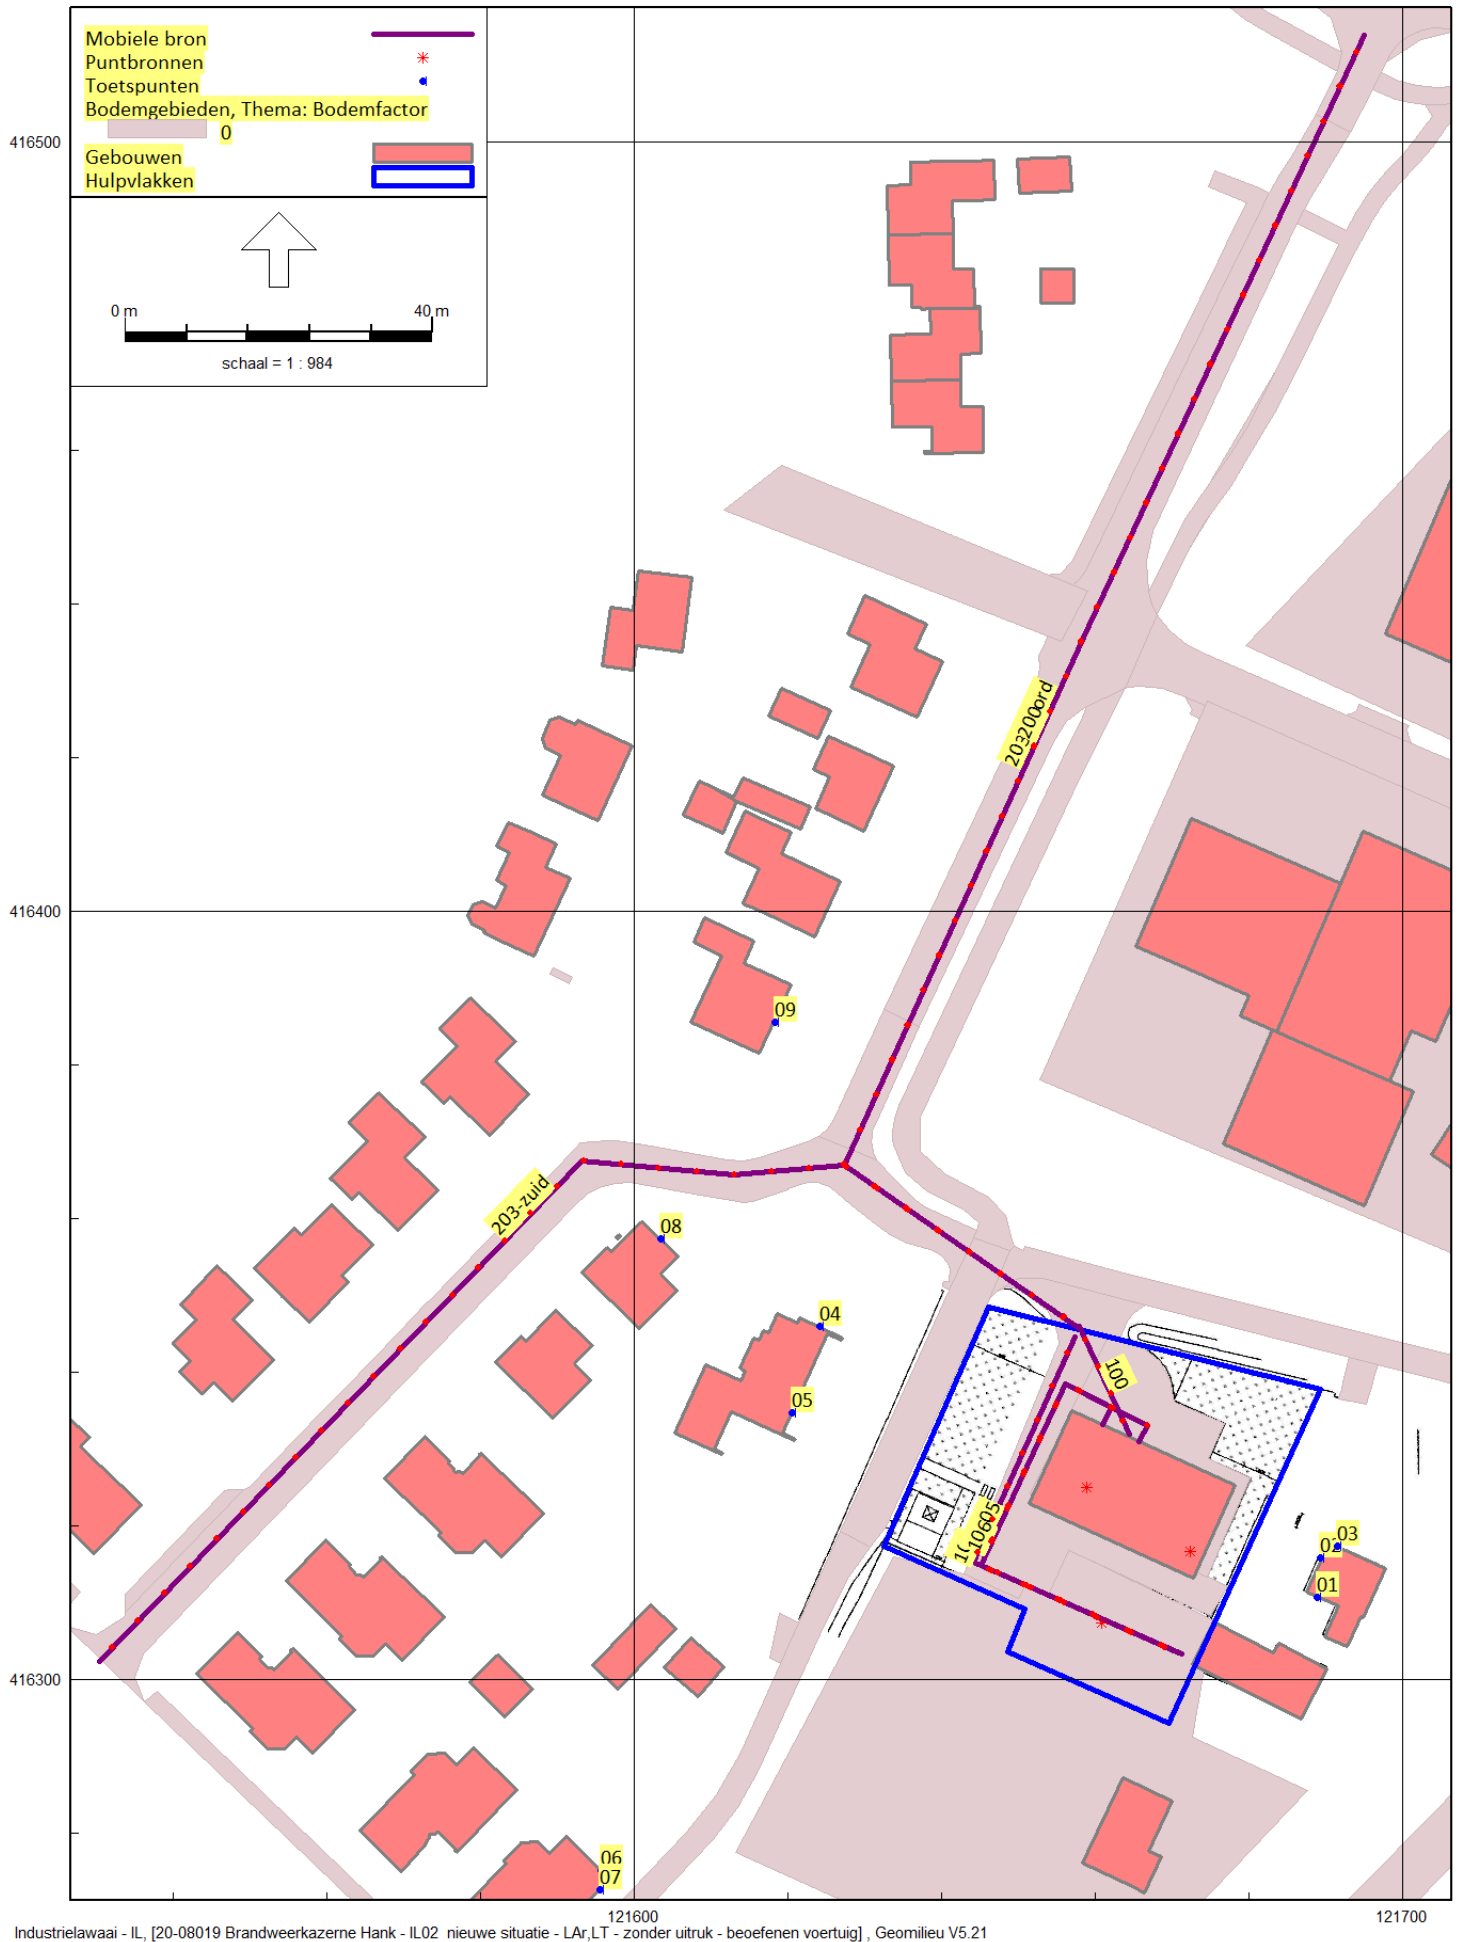 Mobiele bron
Puntbronnen
Toetspunten
Bodemgebieden, Thema: Bodemfactor
0
Gebouwen
Hulpvlakken
0 m
40 m
schaal = 1 : 984
416500
416400
416300
09
203-zuid
08
04
05
100
03
01
06
07
121600
121700
Industrielawaai - IL, [20-08019 Brandweerkazerne Hank - IL02 nieuwe situatie - LAr,LT - zonder uitruk - beoefenen voertuig] , Geomilieu V5.21